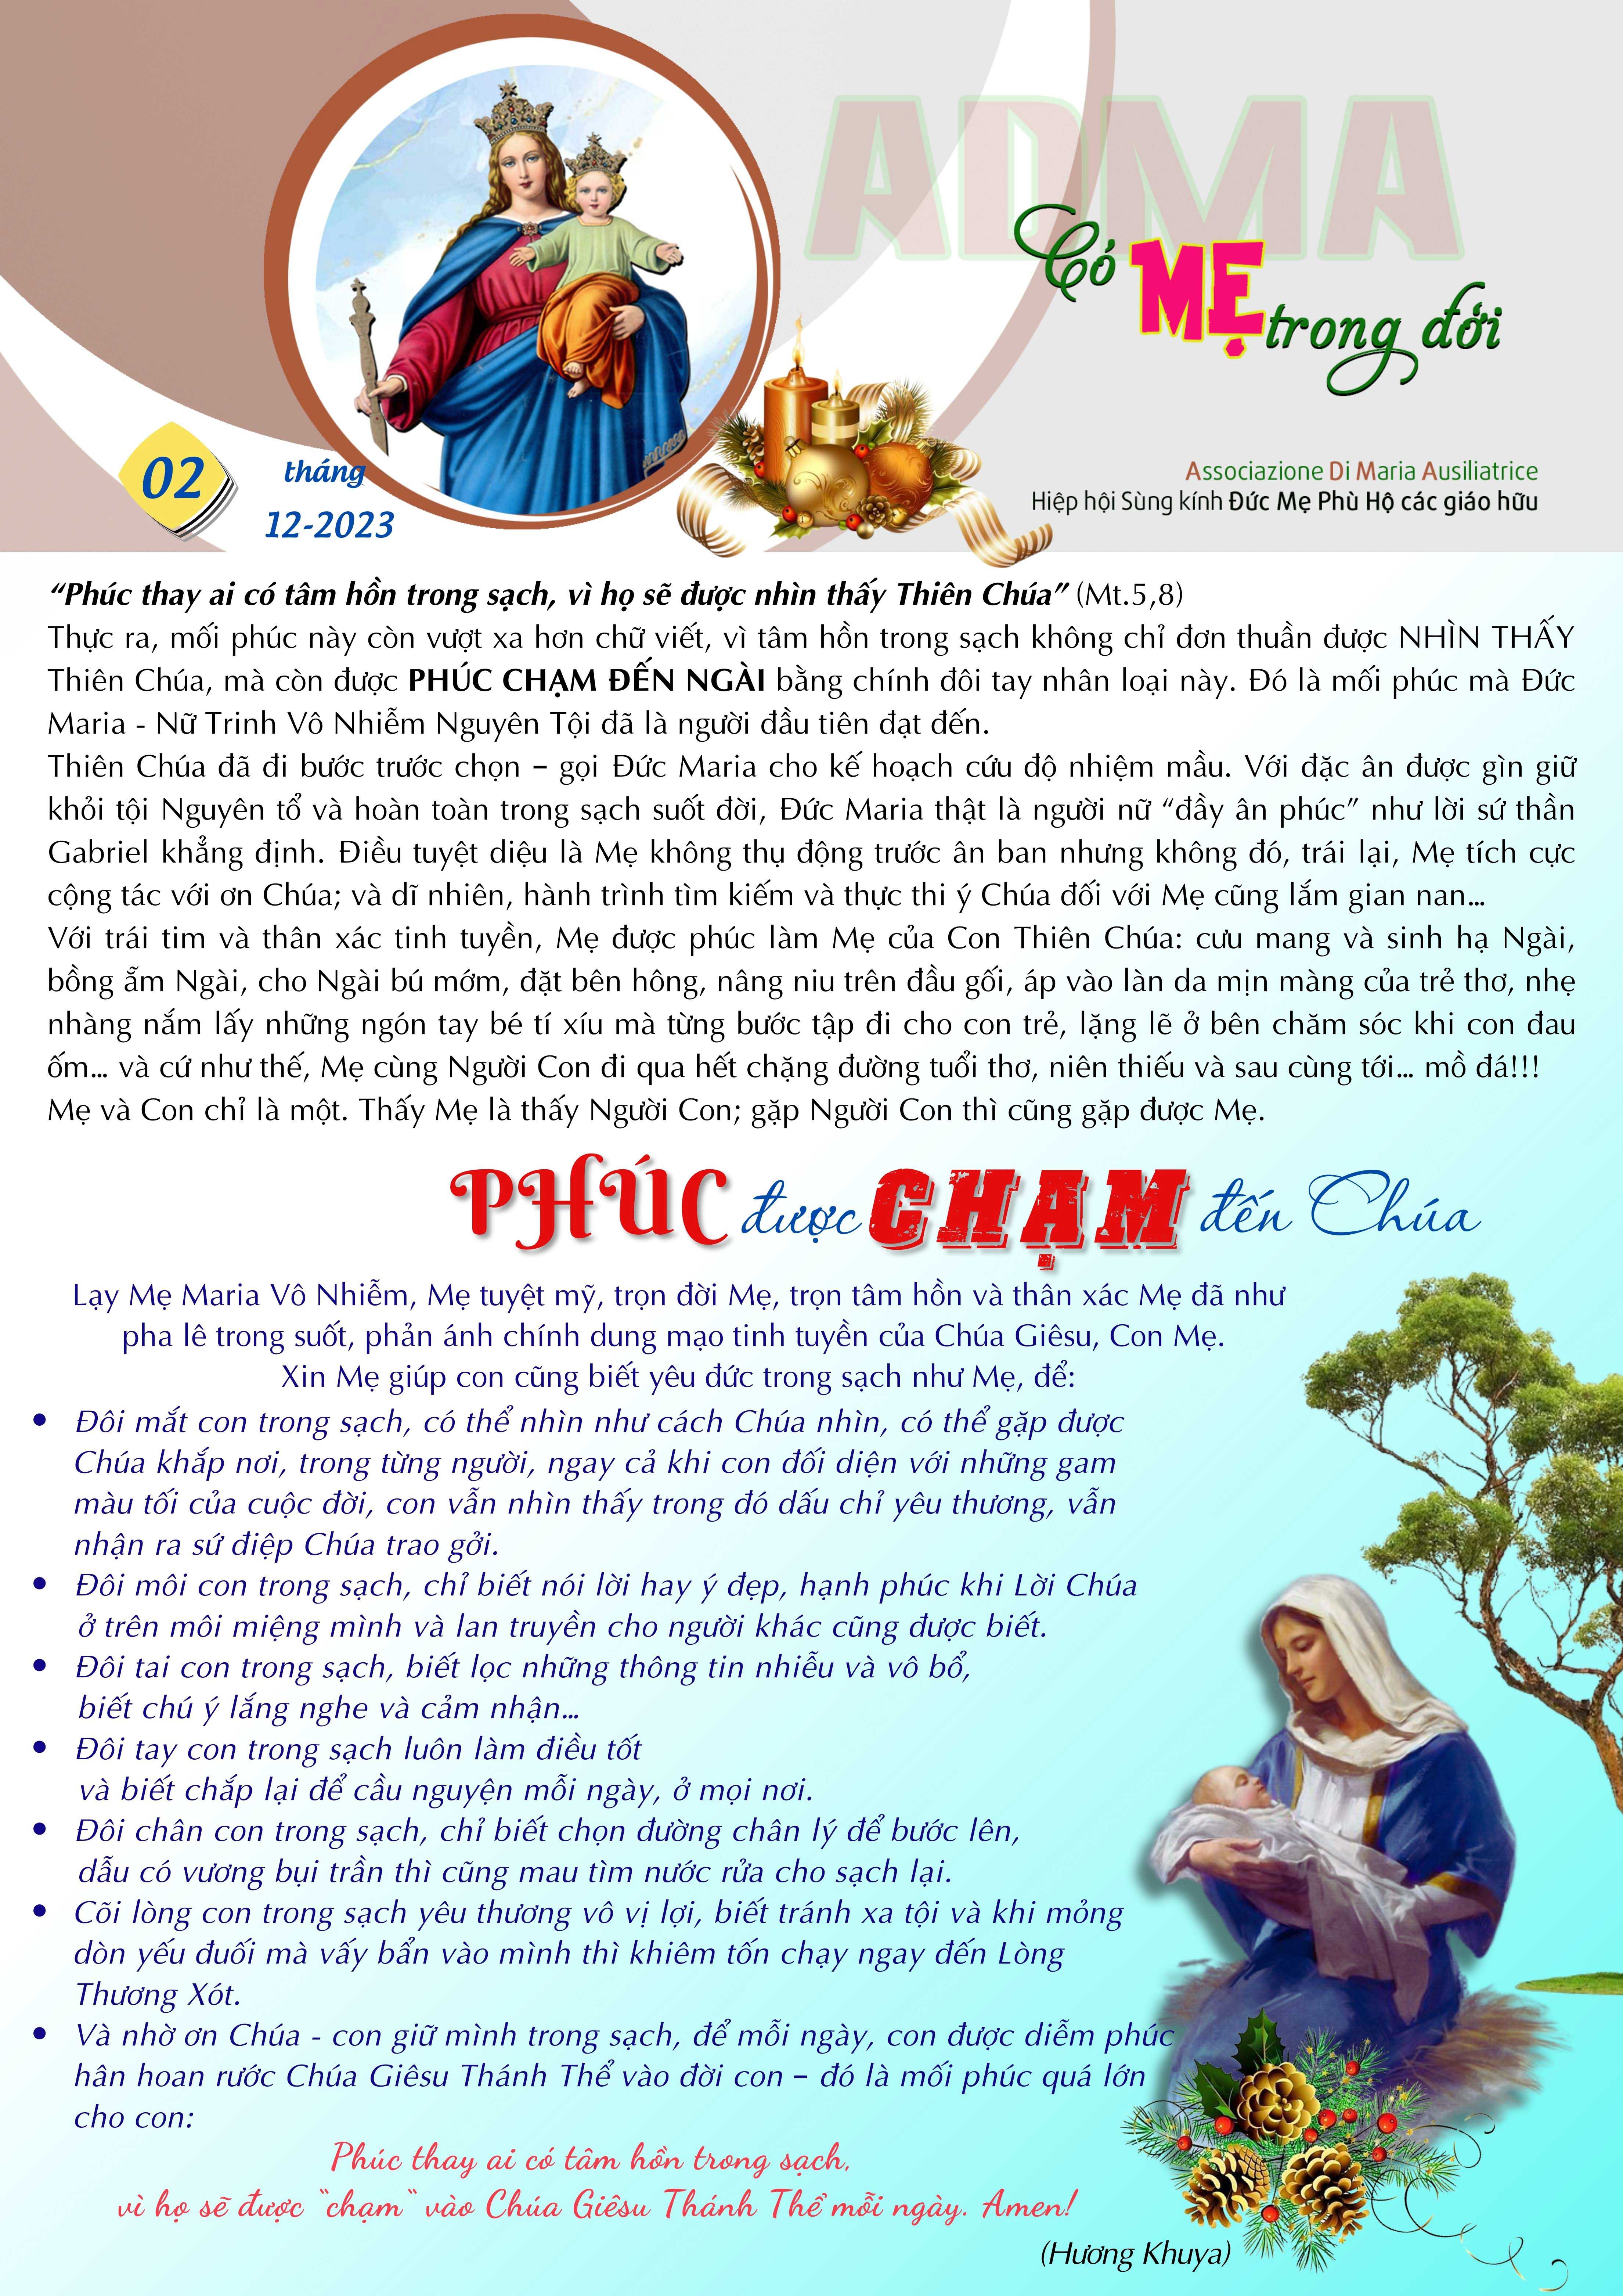 ADMA
Có MẸ trong đời
02
tháng
12-2023
Associazione Di Maria Ausiliatrice
Hiệp hội Sùng kính Đức Mẹ Phù Hộ các giáo hữu
“Phúc thay ai có tâm hồn trong sạch, vì họ sẽ được nhìn thấy Thiên Chúa” (Mt.5,8)
Thực ra, mối phúc này còn vượt xa hơn chữ viết, vì tâm hồn trong sạch không chỉ đơn thuần được NHÌN THẤY
Thiên Chúa, mà còn được PHÚC CHẠM ĐẾN NGÀI bằng chính đôi tay nhân loại này. Đó là mối phúc mà Đức
Maria - Nữ Trinh Vô Nhiễm Nguyên Tội đã là người đầu tiên đạt đến.
Thiên Chúa đã đi bước trước chọn – gọi Đức Maria cho kế hoạch cứu độ nhiệm mầu. Với đặc ân được gìn giữ
khỏi tội Nguyên tổ và hoàn toàn trong sạch suốt đời, Đức Maria thật là người nữ “đầy ân phúc” như lời sứ thần
Gabriel khẳng định. Điều tuyệt diệu là Mẹ không thụ động trước ân ban nhưng không đó, trái lại, Mẹ tích cực
cộng tác với ơn Chúa; và dĩ nhiên, hành trình tìm kiếm và thực thi ý Chúa đối với Mẹ cũng lắm gian nan...
Với trái tim và thân xác tinh tuyền, Mẹ được phúc làm Mẹ của Con Thiên Chúa: cưu mang và sinh hạ Ngài,
bồng ẵm Ngài, cho Ngài bú mớm, đặt bên hông, nâng niu trên đầu gối, áp vào làn da mịn màng của trẻ thơ, nhẹ
nhàng nắm lấy những ngón tay bé tí xíu mà từng bước tập đi cho con trẻ, lặng lẽ ở bên chăm sóc khi con đau
ốm... và cứ như thế, Mẹ cùng Người Con đi qua hết chặng đường tuổi thơ, niên thiếu và sau cùng tới... mồ đá!!!
Mẹ và Con chỉ là một. Thấy Mẹ là thấy Người Con; gặp Người Con thì cũng gặp được Mẹ.
PHÚC được CHẠM đến Chúa
Lạy Mẹ Maria Vô Nhiễm, Mẹ tuyệt mỹ, trọn đời Mẹ, trọn tâm hồn và thân xác Mẹ đã như
pha lê trong suốt, phản ánh chính dung mạo tinh tuyền của Chúa Giêsu, Con Mẹ.
Xin Mẹ giúp con cũng biết yêu đức trong sạch như Mẹ, để:
• Đôi mắt con trong sạch, có thể nhìn như cách Chúa nhìn, có thể gặp được
Chúa khắp nơi, trong từng người, ngay cả khi con đối diện với những gam
màu tối của cuộc đời, con vẫn nhìn thấy trong đó dấu chỉ yêu thương, vẫn
nhận ra sứ điệp Chúa trao gởi.
• Đôi môi con trong sạch, chỉ biết nói lời hay ý đẹp, hạnh phúc khi Lời Chúa
ở trên môi miệng mình và lan truyền cho người khác cũng được biết.
• Đôi tai con trong sạch, biết lọc những thông tin nhiễu và vô bổ,
biết chú ý lắng nghe và cảm nhận...
• Đôi tay con trong sạch luôn làm điều tốt
và biết chắp lại để cầu nguyện mỗi ngày, ở mọi nơi.
• Đôi chân con trong sạch, chỉ biết chọn đường chân lý để bước lên,
dẫu có vương bụi trần thì cũng mau tìm nước rửa cho sạch lại.
• Cõi lòng con trong sạch yêu thương vô vị lợi, biết tránh xa tội và khi mỏng
dòn yếu đuối mà vấy bẩn vào mình thì khiêm tốn chạy ngay đến Lòng
Thương Xót.
• Và nhờ ơn Chúa - con giữ mình trong sạch, để mỗi ngày, con được diễm phúc
hân hoan rước Chúa Giêsu Thánh Thể vào đời con – đó là mối phúc quá lớn
cho con:
Phúc thay ai có tâm hồn trong sạch,
vì họ sẽ được “chạm“ vào Chúa Giêsu Thánh Thể mỗi ngày. Amen!
(Hương Khuya)